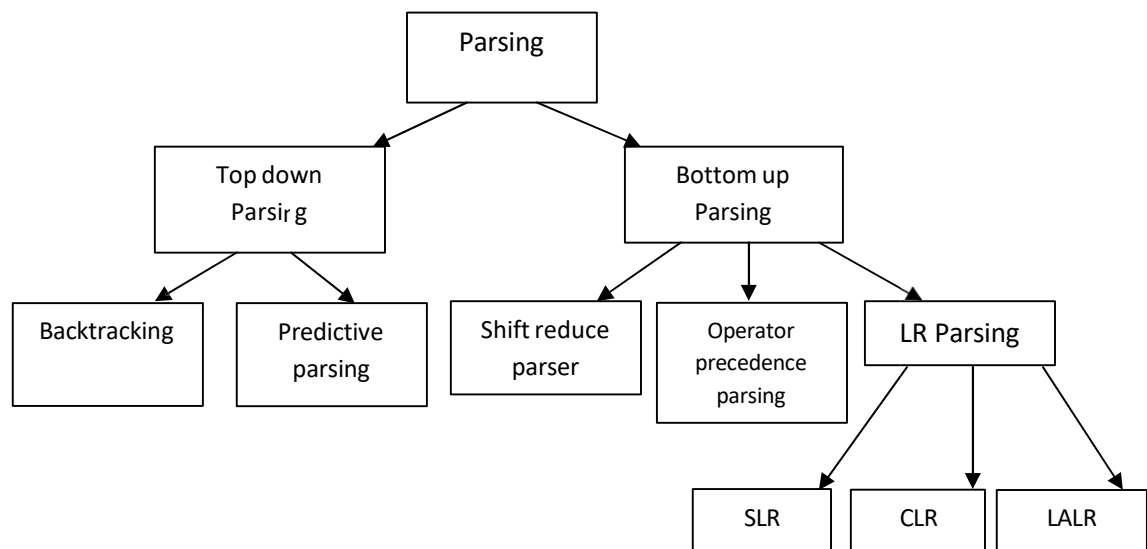 Parsing
Top down
Parsing
Bottom up
Parsing
Backtracking
Predictive
parsing
Shift reduce
parser
Operator
precedence
parsing
LR Parsing
SLR
CLR
LALR